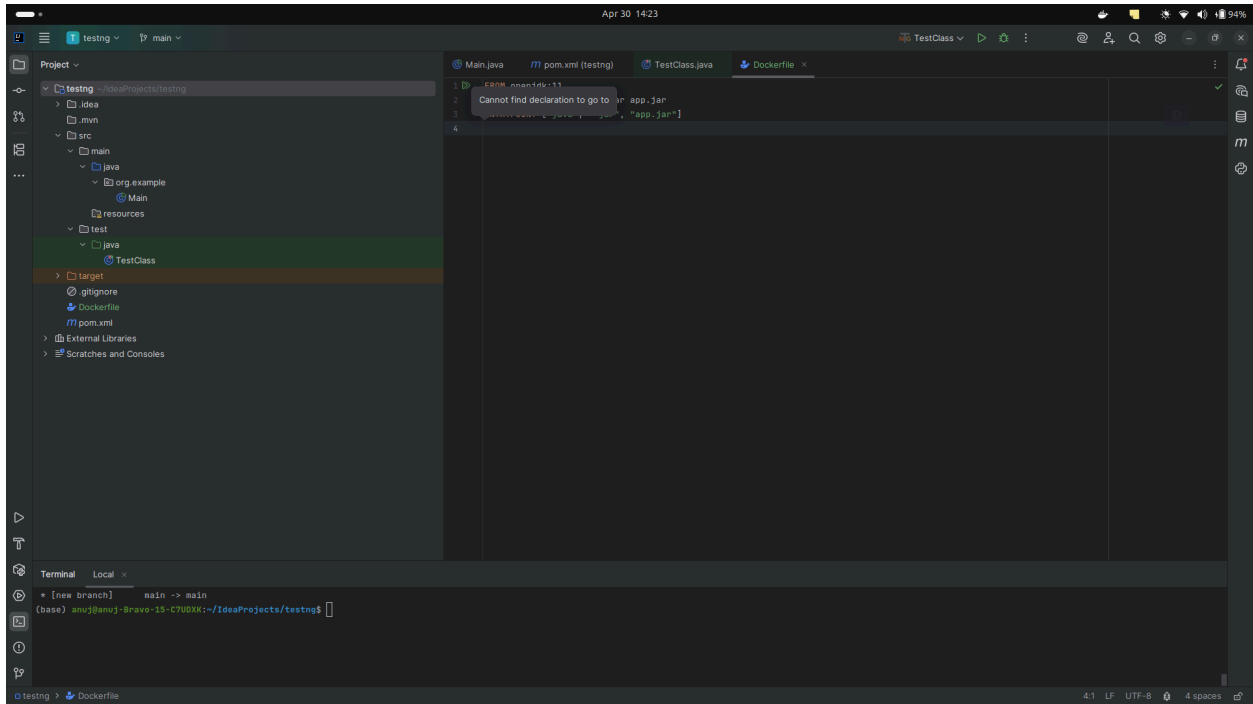 Apr 30 14:23
94%
T testng main
TestClass
Project
Main.java
m pom.xml (testng)
TestClass.java
Dockerfile
testng ~/IdeaProjects/testng
.idea
.mvn
src
main
java
org.example
Main
resources
test
java
TestClass
target
.gitignore
Dockerfile
m pom.xml
External Libraries
Scratches and Consoles
1 FROM openjdk:11
Cannot find declaration to go to
2 app.jar
3 "app.jar"]
4
m
Terminal Local
* [new branch] main -> main
(base) anuj@anuj-Bravo-15-C7UDXK:~/IdeaProjects/testng$
testng > Dockerfile
4:1 LF UTF-8 4 spaces